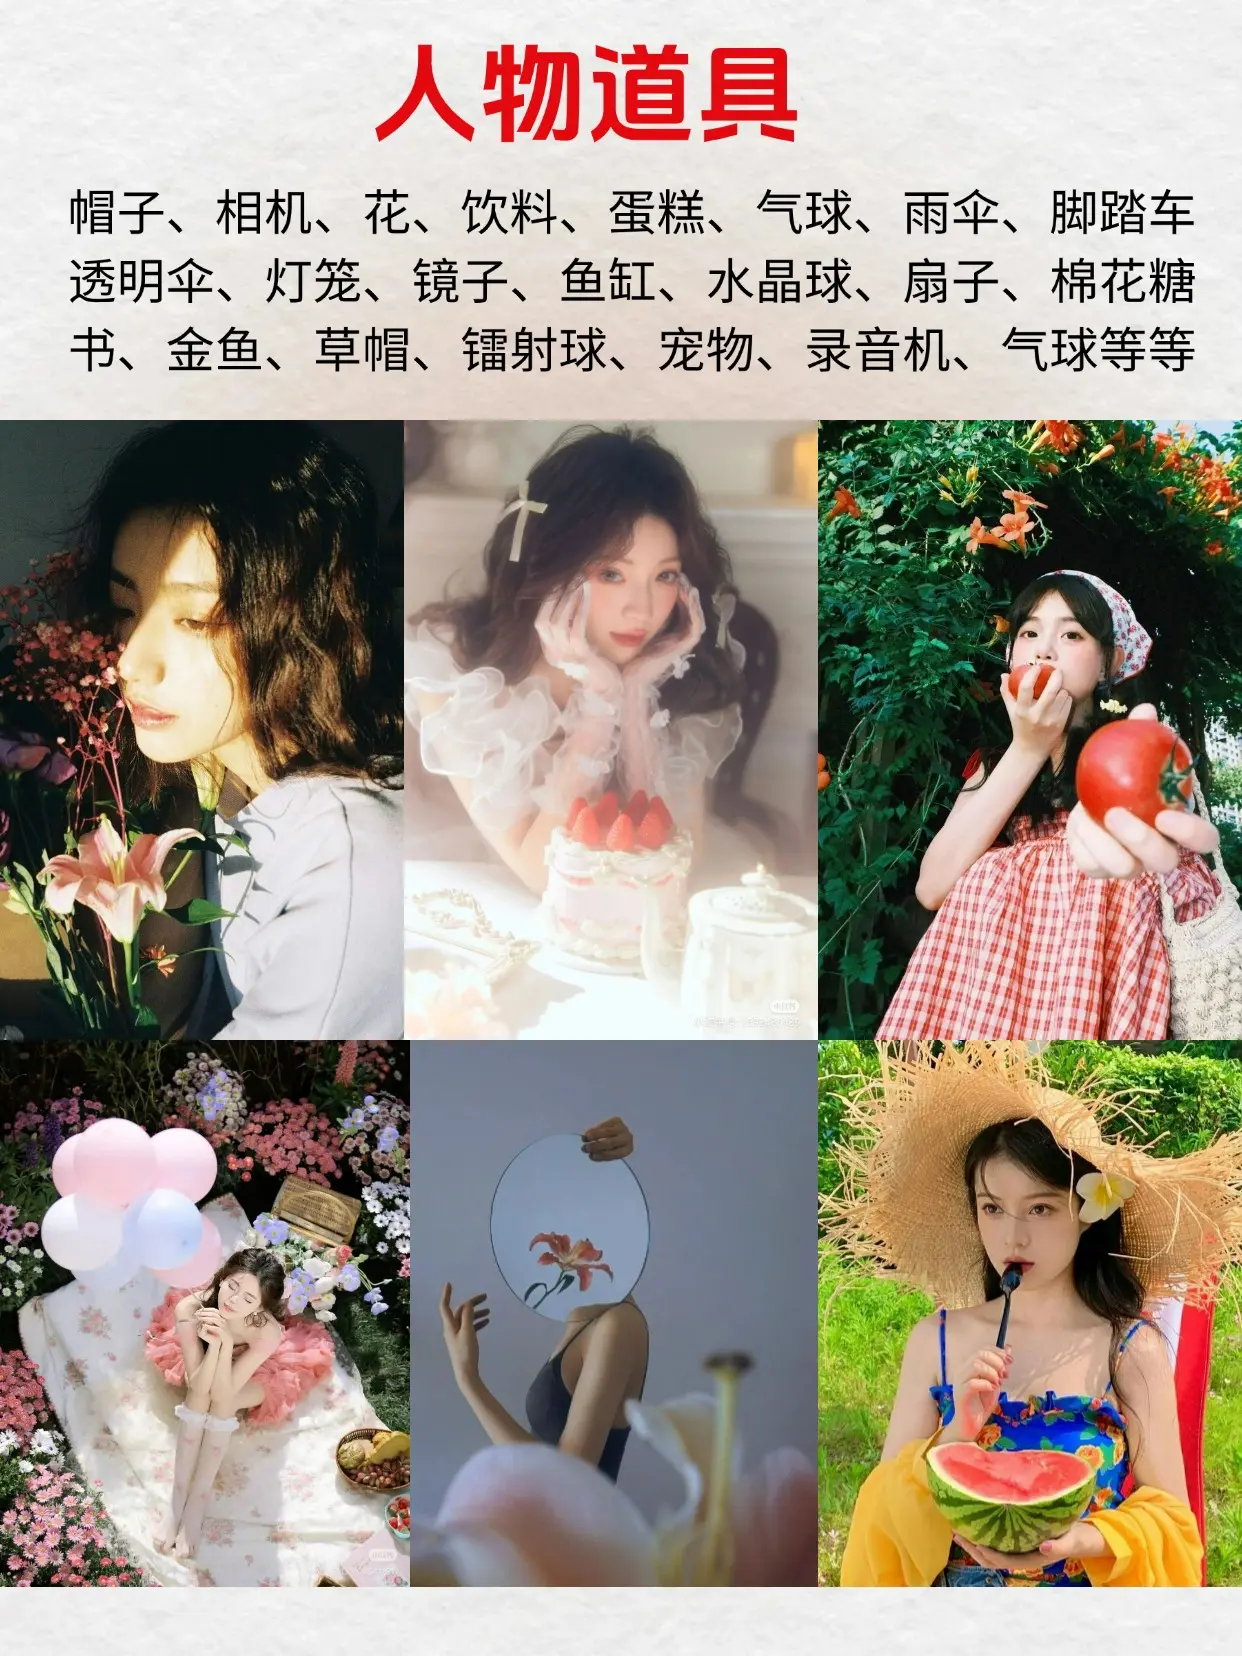 人物道具
帽子、相机、花、饮料、蛋糕、气球、雨伞、脚踏车
透明伞、灯笼、镜子、鱼缸、水晶球、扇子、棉花糖
书、金鱼、草帽、镭射球、宠物、录音机、气球等等